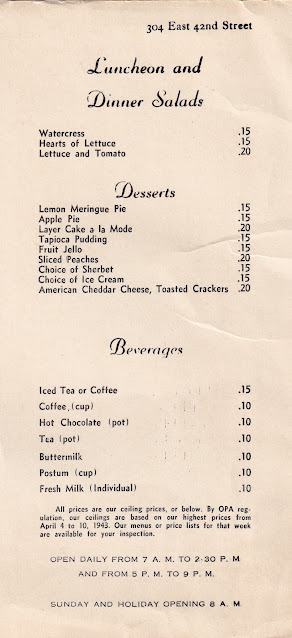 304 East 42nd Street
Luncheon and
Dinner Salads
Watercress .15
Hearts of Lettuce .15
Lettuce and Tomato .20
Desserts
Lemon Meringue Pie .15
Apple Pie .15
Layer Cake a la Mode .20
Tapioca Pudding .15
Fruit Jello .15
Sliced Peaches .20
Choice of Sherbet .15
Choice of Ice Cream .15
American Cheddar Cheese, Toasted Crackers .20
Beverages
Iced Tea or Coffee .15
Coffee (cup) .10
Hot Chocolate (pot) .10
Tea (pot) .10
Buttermilk .10
Postum (cup) .10
Fresh Milk (Individual) .10
All prices are our ceiling prices, or below. By OPA reg-
ulation, our ceilings are based on our highest prices from
April 4 to 10, 1943. Our menus or price lists for that week
are available for your inspection.
OPEN DAILY FROM 7 A. M. TO 2:30 P. M
AND FROM 5 P. M. TO 9 P. M.
SUNDAY AND HOLIDAY OPENING 8 A. M.